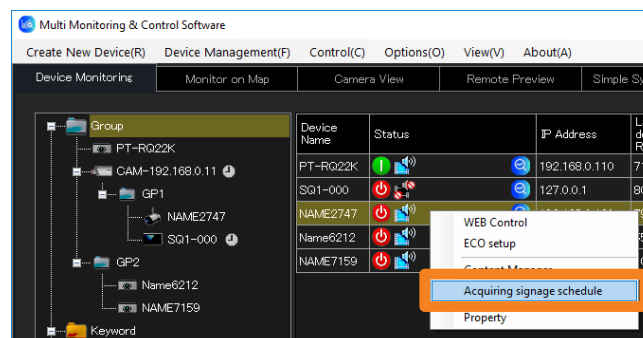 Multi Monitoring & Control Software
Create New Device(R) Device Management(F) Control(C) Options(O) View(V) About(A)
Device Monitoring Monitor on Map Camera View Remote Preview Simple Sy
Group
PT-RQ22K
CAM-192.168.0.11
GP1
NAME2747
SQ1-000
GP2
Name6212
NAME7159
Keyword
Device Name Status IP Address
PT-RQ22K 192.168.0.110
SQ1-000 127.0.0.1
NAME2747
Name6212
NAME7159
WEB Control
ECO setup
Content Manager
Acquiring signage schedule
Property